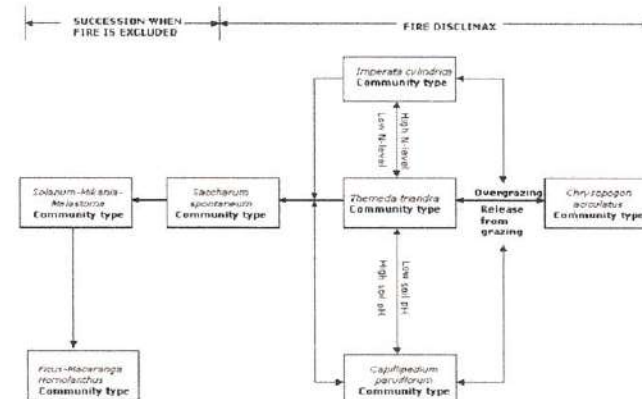 SUCCESSION WHEN
FIRE IS EXCLUDED
FIRE DISCLIMAX
Imperata cylindrica
Community type
Low N-level
High N-level
Solanum-Mikania-
Melastoma
Community type
Saccharum
spontaneum
Community type
Themeda triandra
Community type
Overgrazing
Release
from
grazing
Chrysopogon
aciculatus
Community type
High soil pH
Low soil pH
Ficus-Macaranga
Homolanthus
Community type
Capillipedium
parviflorum
Community type